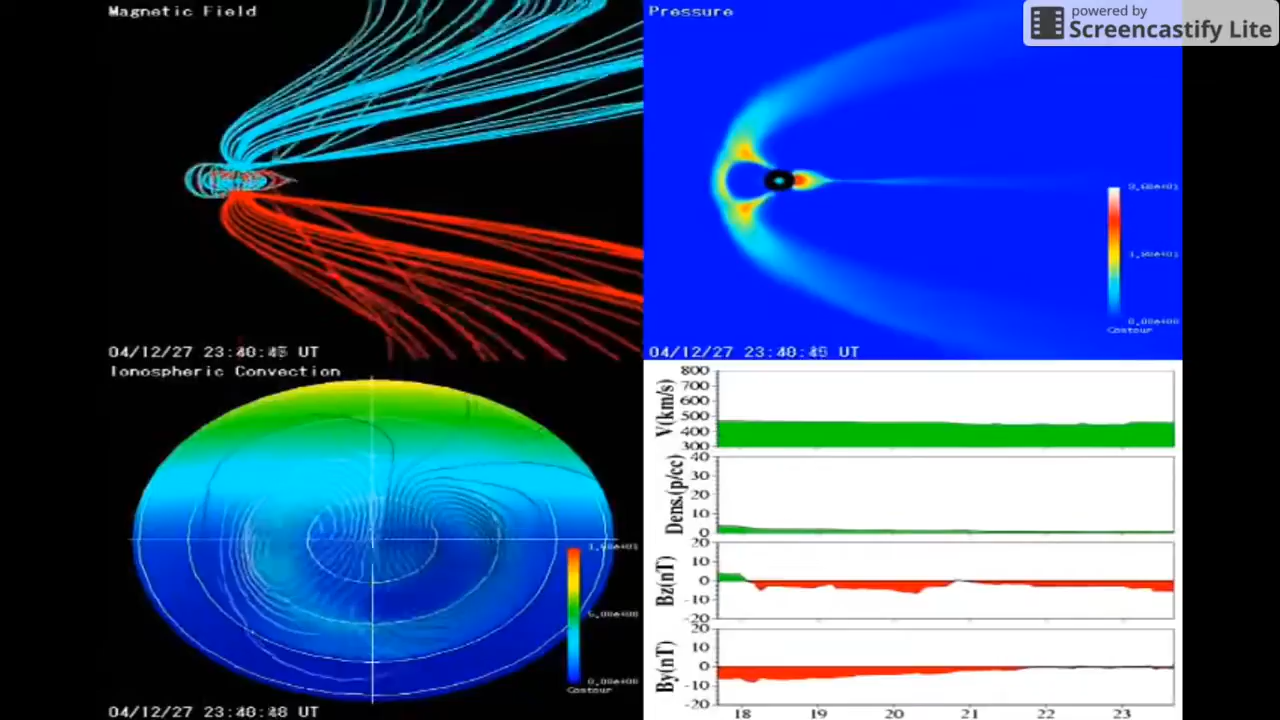 Magnetic Field
Pressure
powered by
Screencastify Lite
04/12/27 23:40:45 UT
04/12/27 23:40:45 UT
Ionospheric Convection
Contour
800
700
600
500
400
300
V(km/s)
40
30
20
10
0
Dens.(p/cc)
20
10
0
-10
-20
Bz(nT)
20
10
0
-10
-20
By(nT)
18 19 20 21 22 23
Contour
04/12/27 23:40:48 UT